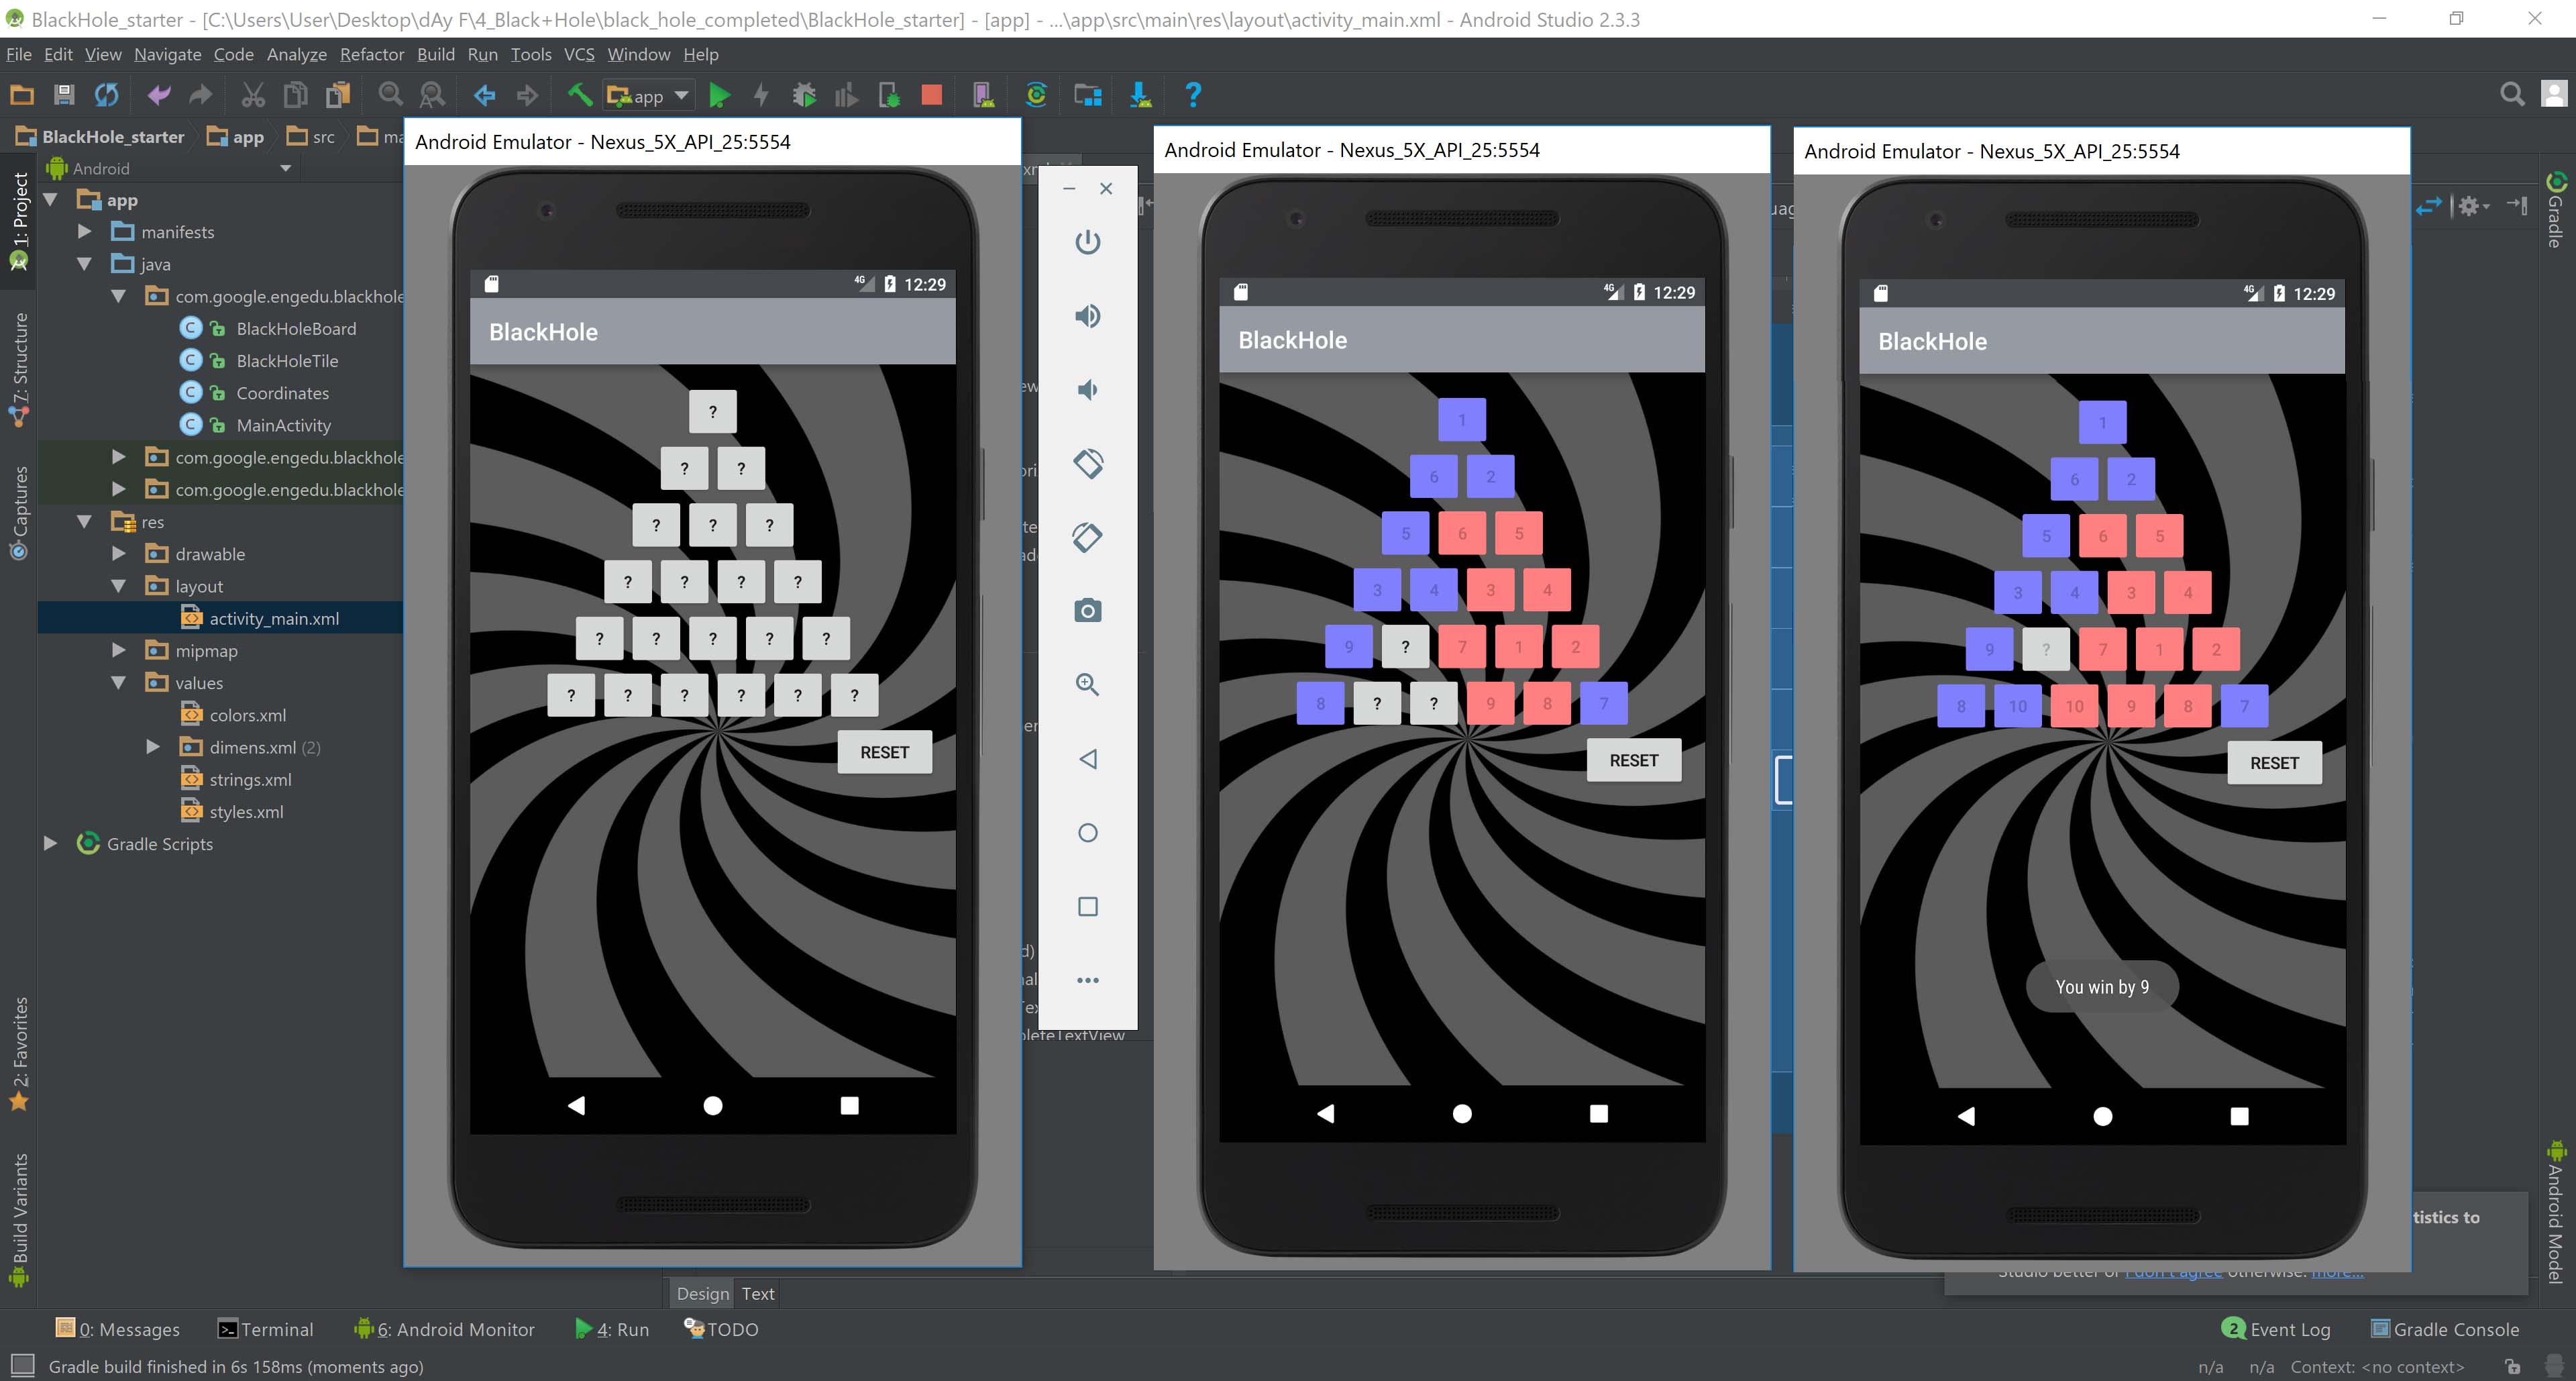 BlackHole_starter - [C:\Users\User\Desktop\dAy F\4_Black+Hole\black_hole_completed\BlackHole_starter] - [app] - ...\app\src\main\res\layout\activity_main.xml - Android Studio 2.3.3
File Edit View Navigate Code Analyze Refactor Build Run Tools VCS Window Help
app
BlackHole_starter app src
Android
1: Project
7: Structure
Captures
2: Favorites
Build Variants
app
manifests
java
com.google.engedu.blackhole
BlackHoleBoard
BlackHoleTile
Coordinates
MainActivity
com.google.engedu.blackhole
com.google.engedu.blackhole
res
drawable
layout
activity_main.xml
mipmap
values
colors.xml
dimens.xml (2)
strings.xml
styles.xml
Gradle Scripts
Android Emulator - Nexus_5X_API_25:5554
4G 12:29
BlackHole
?
? ?
? ? ?
? ? ? ?
? ? ? ? ?
? ? ? ? ? ?
RESET
Android Emulator - Nexus_5X_API_25:5554
4G 12:29
BlackHole
1
6 2
5 6 5
3 4 3 4
9 ? 7 1 2
8 ? ? 9 8 7
RESET
Android Emulator - Nexus_5X_API_25:5554
4G 12:29
BlackHole
1
6 2
5 6 5
3 4 3 4
9 ? 7 1 2
8 10 10 9 8 7
RESET
You win by 9
Gradle
Android Model
tistics to
Design Text
0: Messages Terminal 6: Android Monitor 4: Run TODO 2 Event Log Gradle Console
Gradle build finished in 6s 158ms (moments ago) n/a n/a Context: <no context>